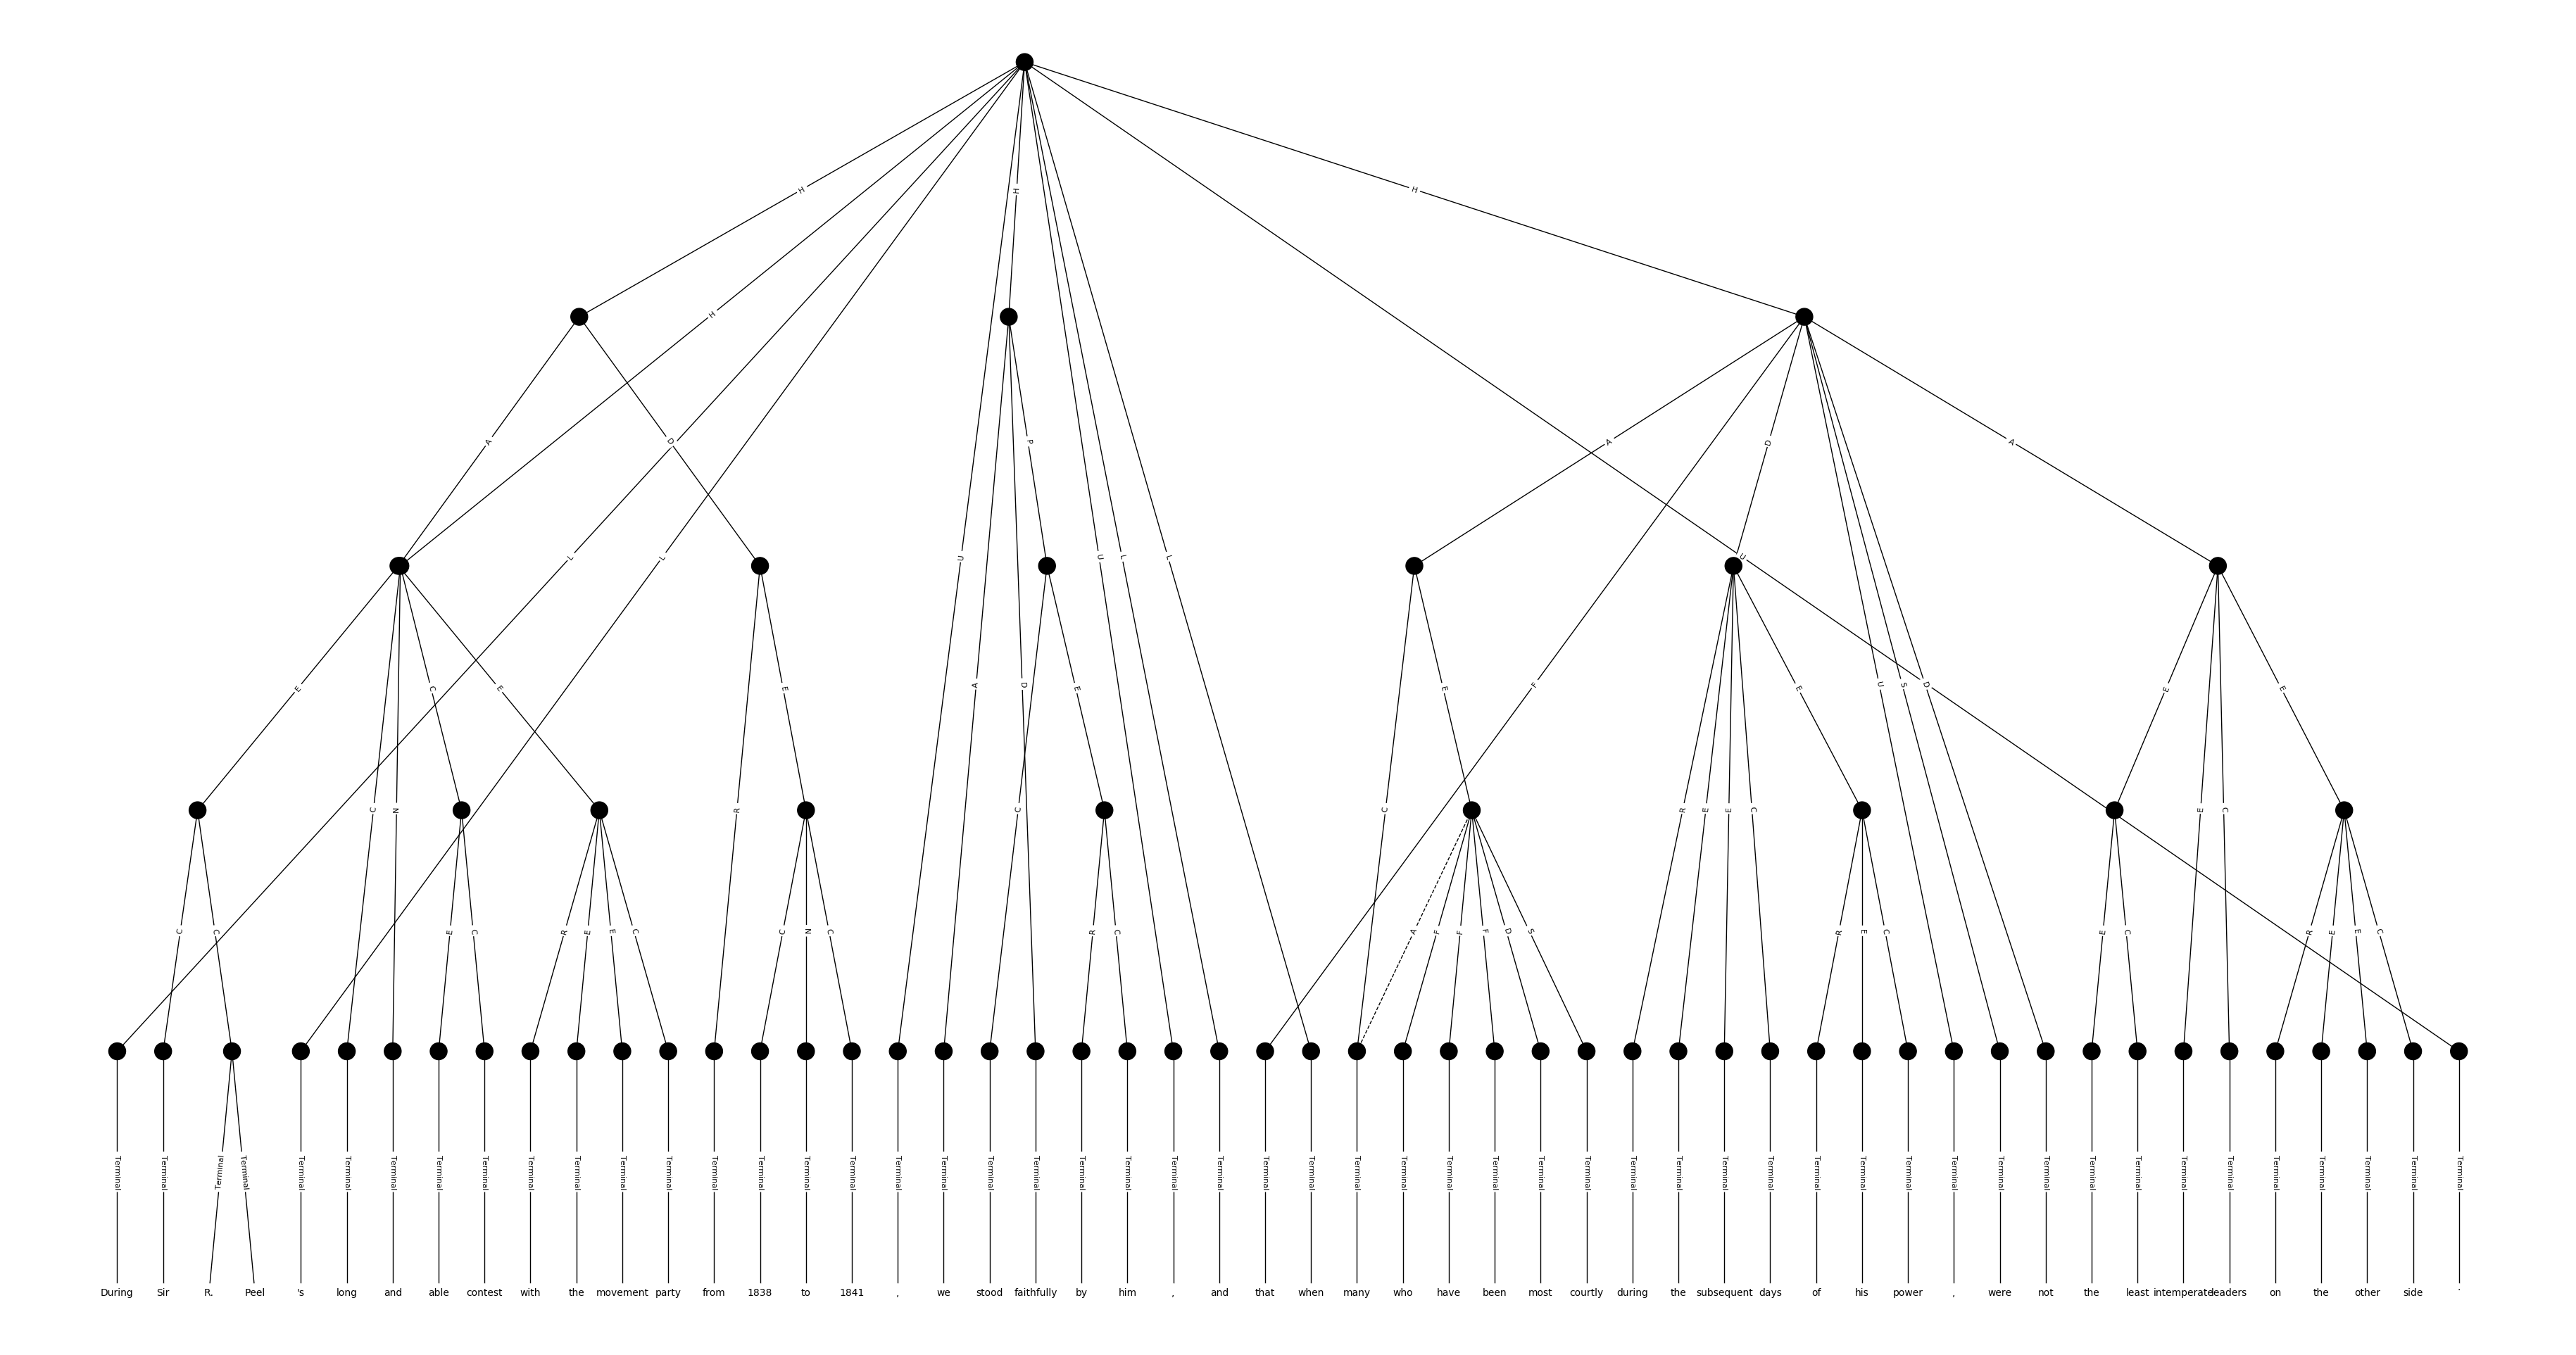 H H H
H
A D P A D A
L L U U L L U
E C N C E R E A D C E F C E R E E C E U S D E E C E
C C E C R E E C C N C R C A F F F D S R E C E C R E E C
Terminal Terminal Terminal Terminal Terminal Terminal Terminal Terminal Terminal Terminal Terminal Terminal Terminal Terminal Terminal Terminal Terminal Terminal Terminal Terminal Terminal Terminal Terminal Terminal Terminal Terminal Terminal Terminal Terminal Terminal Terminal Terminal Terminal Terminal Terminal Terminal Terminal Terminal Terminal Terminal Terminal Terminal Terminal Terminal Terminal Terminal Terminal Terminal Terminal Terminal Terminal Terminal
During Sir R. Peel 's long and able contest with the movement party from 1838 to 1841 , we stood faithfully by him , and that when many who have been most courtly during the subsequent days of his power , were not the least intemperate leaders on the other side .